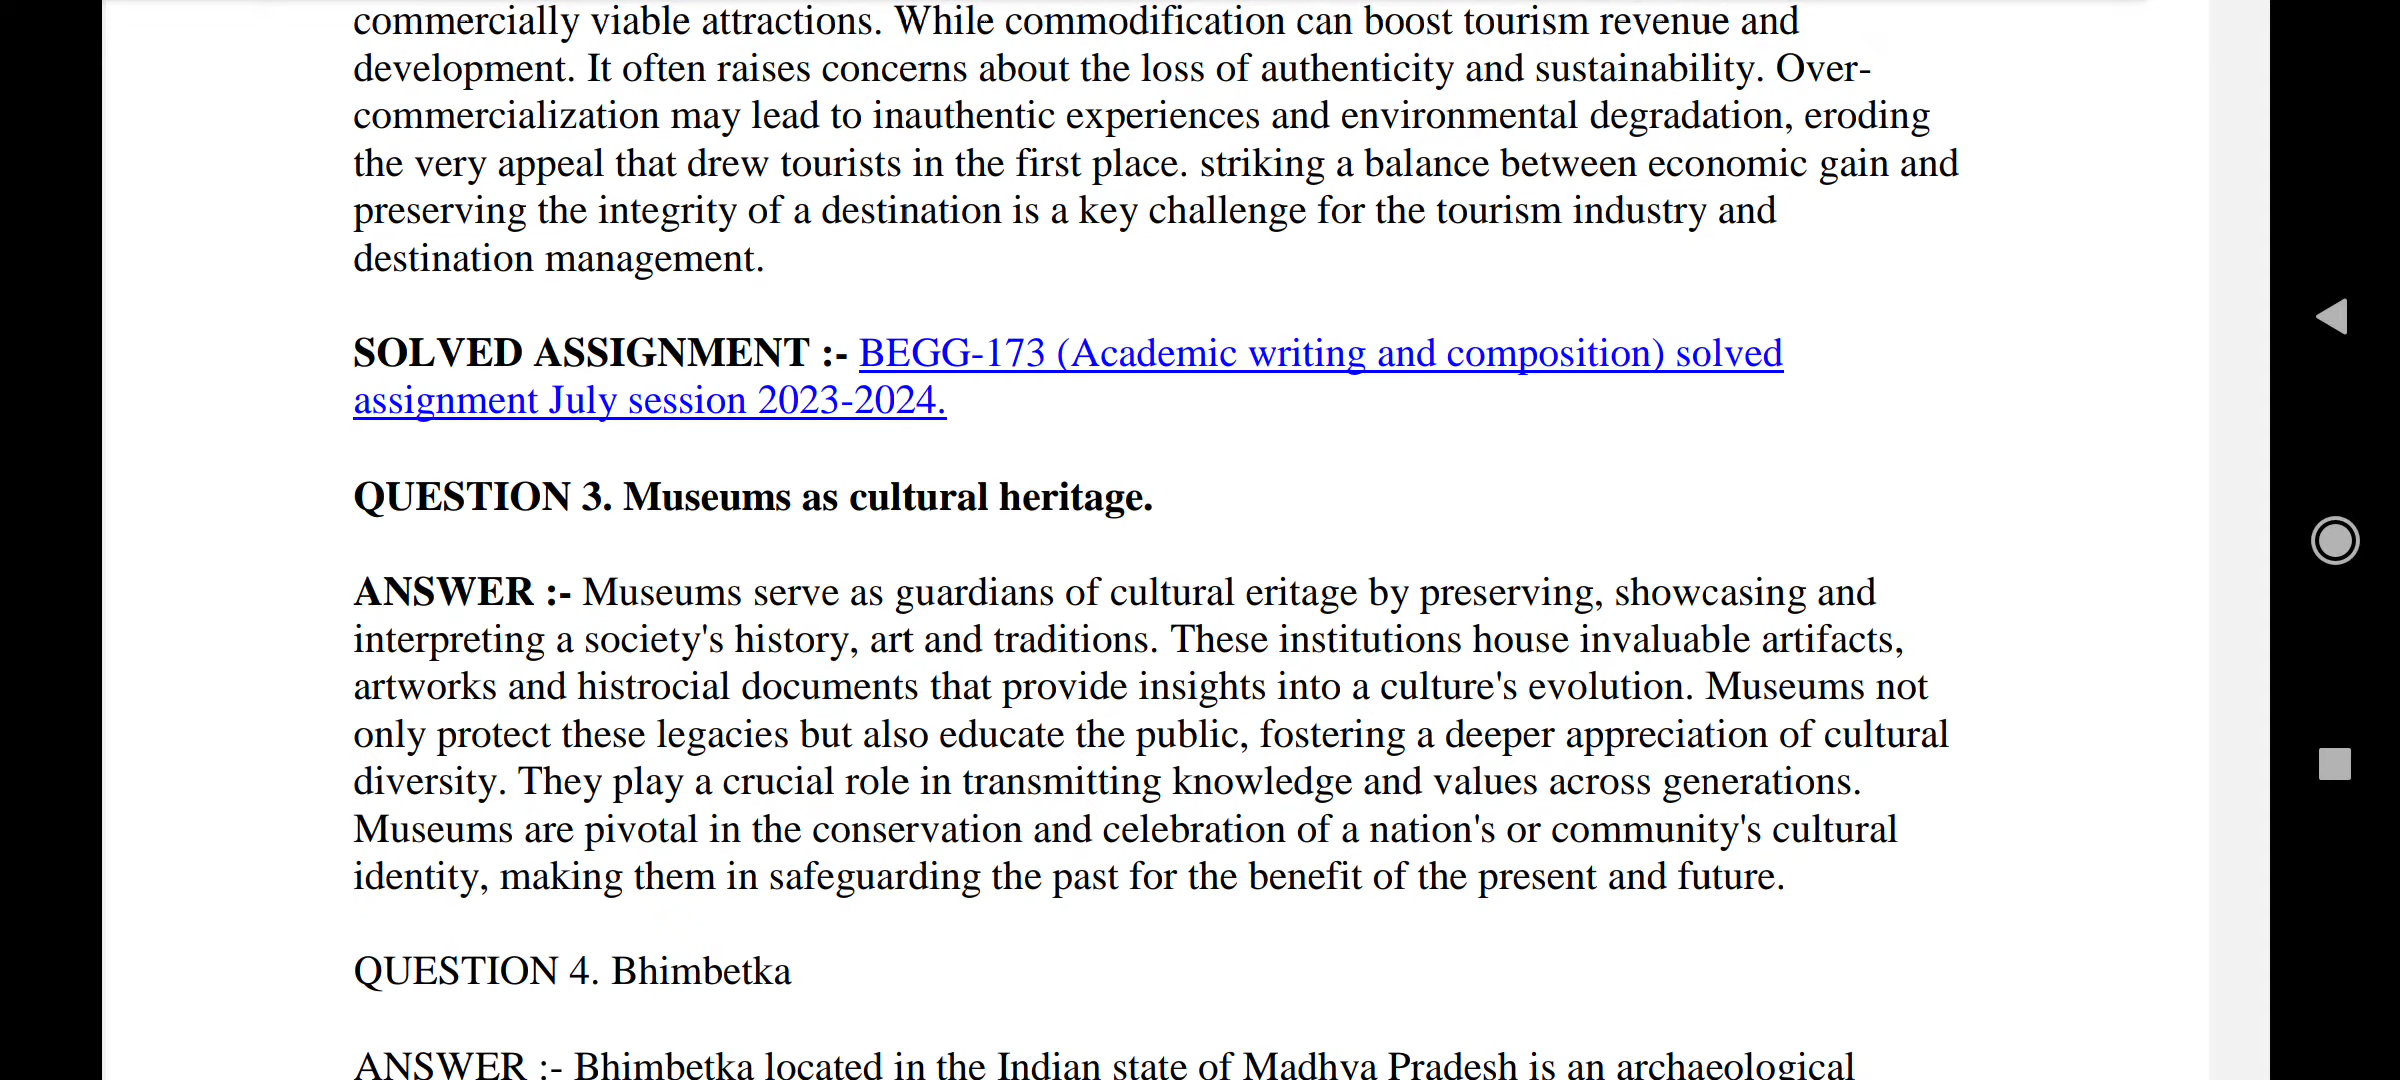 commercially viable attractions. While commodification can boost tourism revenue and
development. It often raises concerns about the loss of authenticity and sustainability. Over-
commercialization may lead to inauthentic experiences and environmental degradation, eroding
the very appeal that drew tourists in the first place. striking a balance between economic gain and
preserving the integrity of a destination is a key challenge for the tourism industry and
destination management.
SOLVED ASSIGNMENT :- BEGG-173 (Academic writing and composition) solved
assignment July session 2023-2024.
QUESTION 3. Museums as cultural heritage.
ANSWER :- Museums serve as guardians of cultural eritage by preserving, showcasing and
interpreting a society's history, art and traditions. These institutions house invaluable artifacts,
artworks and histrocial documents that provide insights into a culture's evolution. Museums not
only protect these legacies but also educate the public, fostering a deeper appreciation of cultural
diversity. They play a crucial role in transmitting knowledge and values across generations.
Museums are pivotal in the conservation and celebration of a nation's or community's cultural
identity, making them in safeguarding the past for the benefit of the present and future.
QUESTION 4. Bhimbetka
ANSWER :- Bhimbetka located in the Indian state of Madhya Pradesh is an archaeological